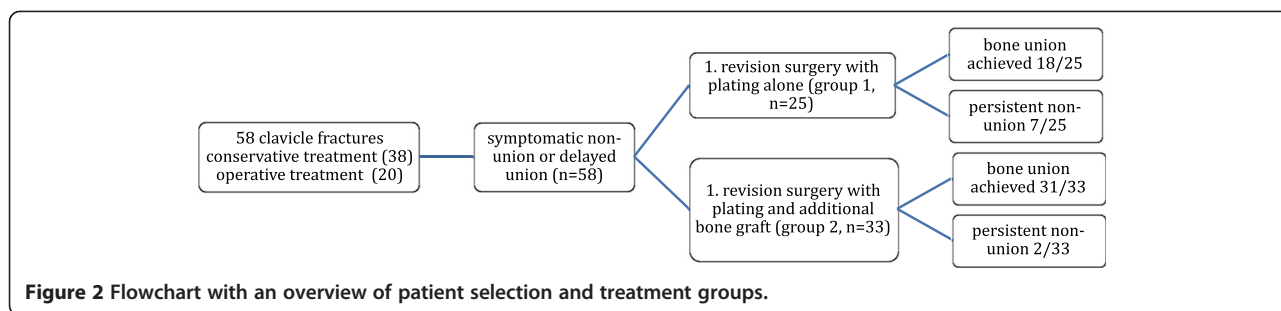 58 clavicle fractures
conservative treatment (38)
operative treatment (20)
symptomatic non-
union or delayed
union (n=58)
1. revision surgery with
plating alone (group 1,
n=25)
bone union
achieved 18/25
persistent non-
union 7/25
1. revision surgery with
plating and additional
bone graft (group 2, n=33)
bone union
achieved 31/33
persistent non-
union 2/33
Figure 2 Flowchart with an overview of patient selection and treatment groups.